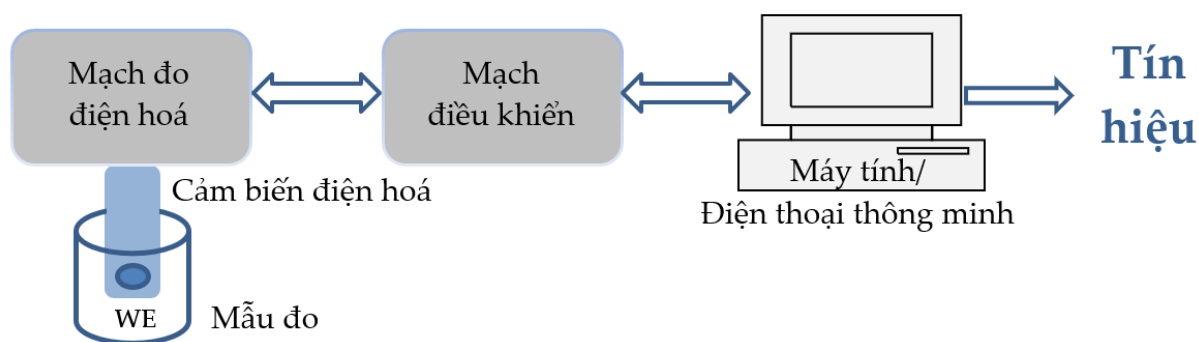 Mạch đo
điện hoá
Mạch
điều khiển
Tín
hiệu
Máy tính/
Điện thoại thông minh
Cảm biến điện hoá
WE
Mẫu đo